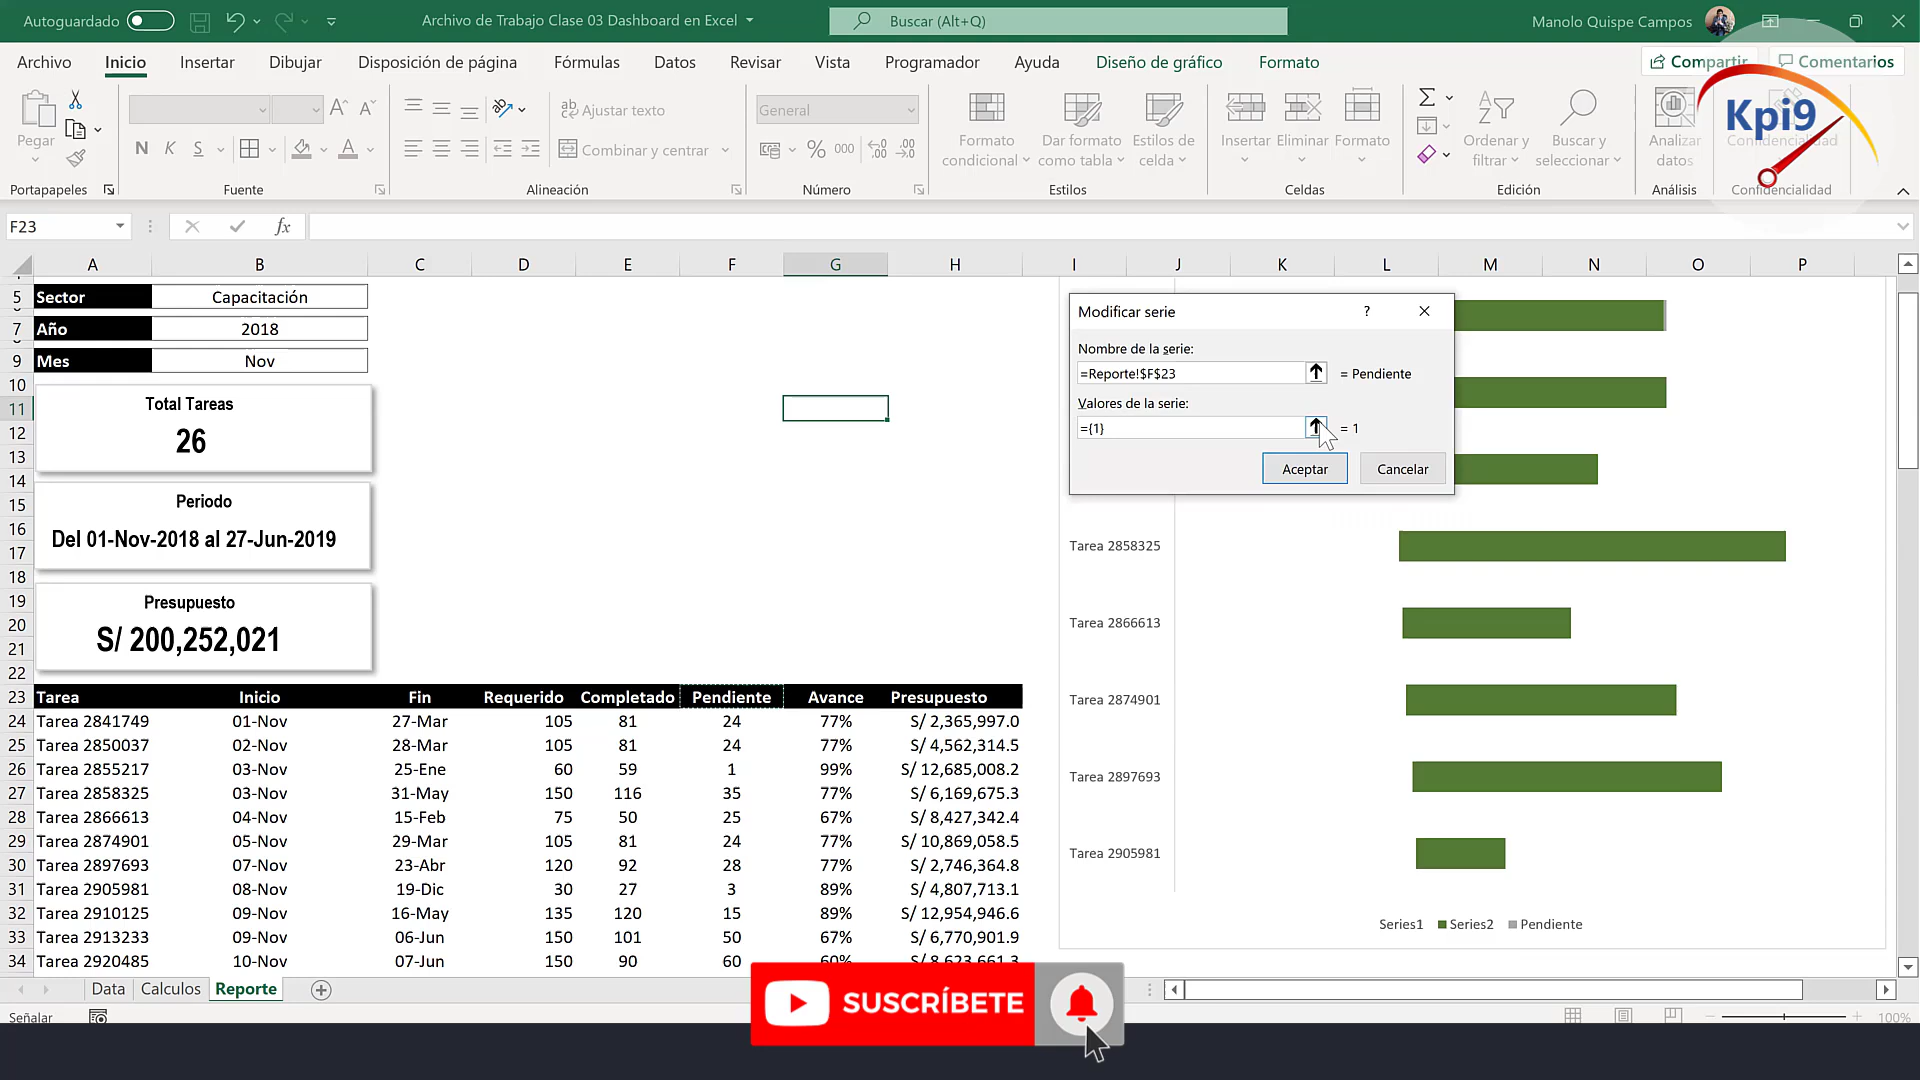 Autoguardado
Archivo de Trabajo Clase 03 Dashboard en Excel
Buscar (Alt+Q)
Manolo Quispe Campos
Archivo Inicio Insertar Dibujar Disposición de página Fórmulas Datos Revisar Vista Programador Ayuda Diseño de gráfico Formato
Compartir Comentarios
Kpi9
Pegar
N K S
Ajustar texto
Combinar y centrar
General
% 000
Formato condicional
Dar formato como tabla
Estilos de celda
Insertar Eliminar Formato
Ordenar y filtrar
Buscar y seleccionar
Analizar datos
Confidencialidad
Portapapeles Fuente Alineación Número Estilos Celdas Edición Análisis Confidencialidad
F23
fx
A B C D E F G H I J K L M N O P
5 Sector Capacitación
7 Año 2018
9 Mes Nov
10
11
12
13
14
15
16
17
18
19
20
21
22
Total Tareas
26
Periodo
Del 01-Nov-2018 al 27-Jun-2019
Presupuesto
S/ 200,252,021
23 Tarea Inicio Fin Requerido Completado Pendiente Avance Presupuesto
24 Tarea 2841749 01-Nov 27-Mar 105 81 24 77% S/ 2,365,997.0
25 Tarea 2850037 02-Nov 28-Mar 105 81 24 77% S/ 4,562,314.5
26 Tarea 2855217 03-Nov 25-Ene 60 59 1 99% S/ 12,685,008.2
27 Tarea 2858325 03-Nov 31-May 150 116 35 77% S/ 6,169,675.3
28 Tarea 2866613 04-Nov 15-Feb 75 50 25 67% S/ 8,427,342.4
29 Tarea 2874901 05-Nov 29-Mar 105 81 24 77% S/ 10,869,058.5
30 Tarea 2897693 07-Nov 23-Abr 120 92 28 77% S/ 2,746,364.8
31 Tarea 2905981 08-Nov 19-Dic 30 27 3 89% S/ 4,807,713.1
32 Tarea 2910125 09-Nov 16-May 135 120 15 89% S/ 12,954,946.6
33 Tarea 2913233 09-Nov 06-Jun 150 101 50 67% S/ 6,770,901.9
34 Tarea 2920485 10-Nov 07-Jun 150 90 60 60% S/ 8,623,661.3
Modificar serie
?
Nombre de la serie:
=Reporte!$F$23
= Pendiente
Valores de la serie:
={1}
= 1
Aceptar
Cancelar
Tarea 2858325
Tarea 2866613
Tarea 2874901
Tarea 2897693
Tarea 2905981
Series1 Series2 Pendiente
Data Calculos Reporte
SUSCRÍBETE
Señalar
100%